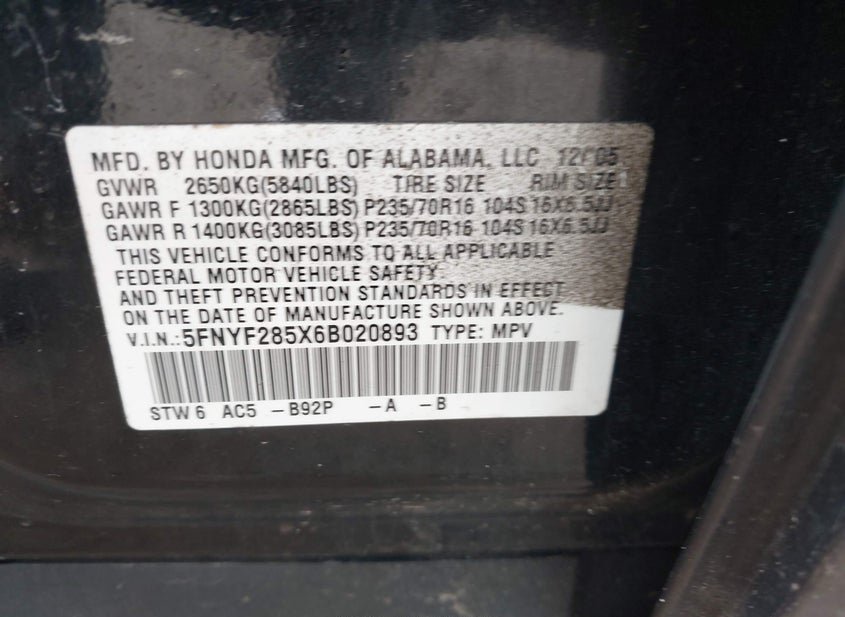 MFD. BY HONDA MFG. OF ALABAMA, LLC 12/05
GVWR 2650KG(5840LBS) TIRE SIZE RIM SIZE
GAWR F 1300KG(2865LBS) P235/70R16 104S 16X6.5JJ
GAWR R 1400KG(3085LBS) P235/70R16 104S 16X6.5JJ
THIS VEHICLE CONFORMS TO ALL APPLICABLE
FEDERAL MOTOR VEHICLE SAFETY
AND THEFT PREVENTION STANDARDS IN EFFECT
ON THE DATE OF MANUFACTURE SHOWN ABOVE.
V.I.N.:5FNYF285X6B020893 TYPE: MPV
STW6 AC5 -B92P -A -B